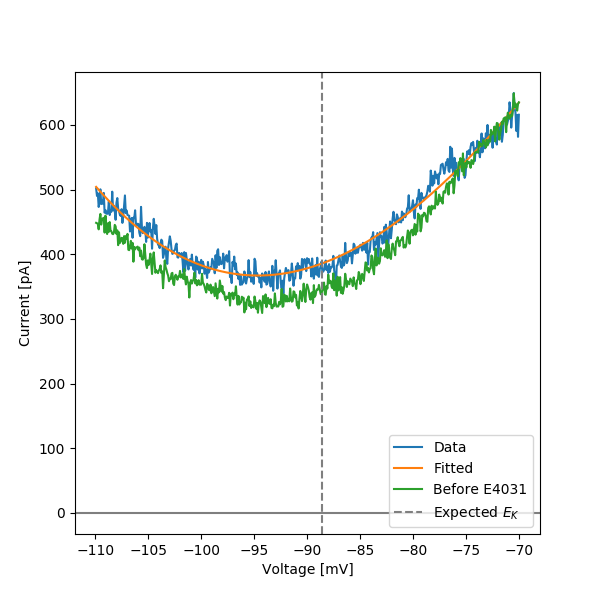 600
500
400
300
200
100
0
Current [pA]
Data
Fitted
Before E4031
Expected E_K
−110 −105 −100 −95 −90 −85 −80 −75 −70
Voltage [mV]